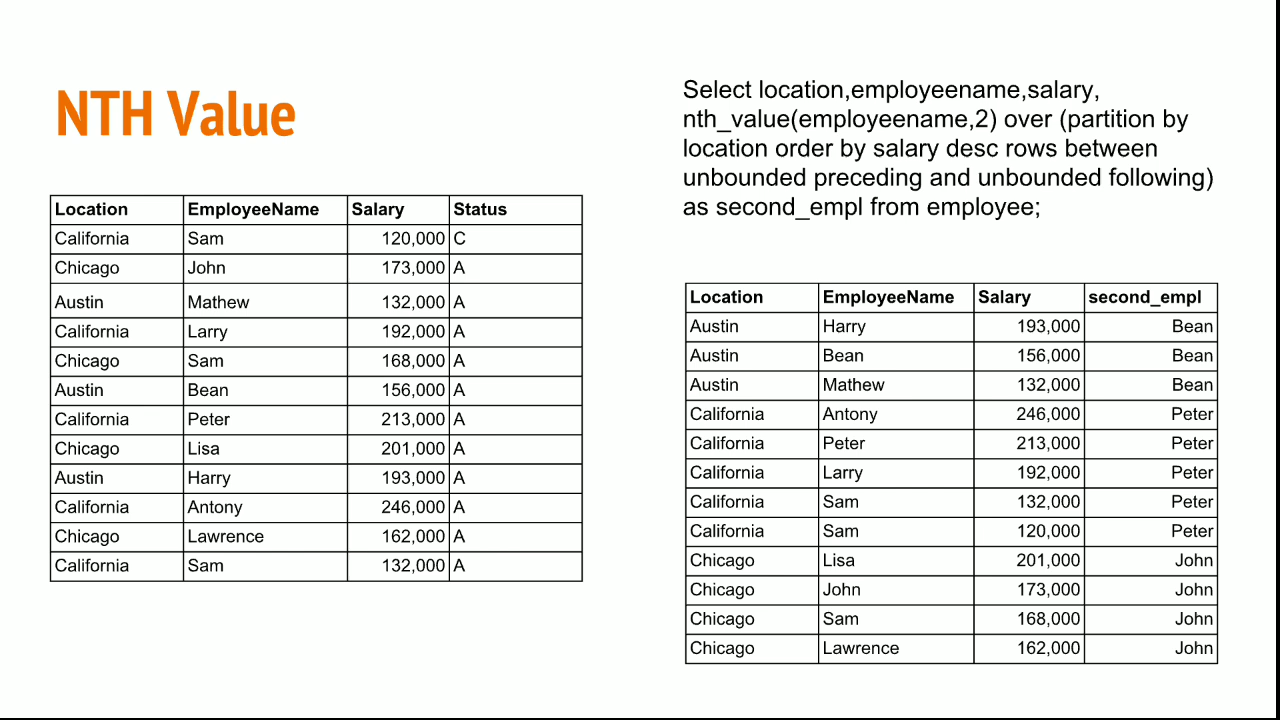 NTH Value
Location EmployeeName Salary Status
California Sam 120,000 C
Chicago John 173,000 A
Austin Mathew 132,000 A
California Larry 192,000 A
Chicago Sam 168,000 A
Austin Bean 156,000 A
California Peter 213,000 A
Chicago Lisa 201,000 A
Austin Harry 193,000 A
California Antony 246,000 A
Chicago Lawrence 162,000 A
California Sam 132,000 A
Select location,employeename,salary,
nth_value(employeename,2) over (partition by
location order by salary desc rows between
unbounded preceding and unbounded following)
as second_empl from employee;
Location EmployeeName Salary second_empl
Austin Harry 193,000 Bean
Austin Bean 156,000 Bean
Austin Mathew 132,000 Bean
California Antony 246,000 Peter
California Peter 213,000 Peter
California Larry 192,000 Peter
California Sam 132,000 Peter
California Sam 120,000 Peter
Chicago Lisa 201,000 John
Chicago John 173,000 John
Chicago Sam 168,000 John
Chicago Lawrence 162,000 John